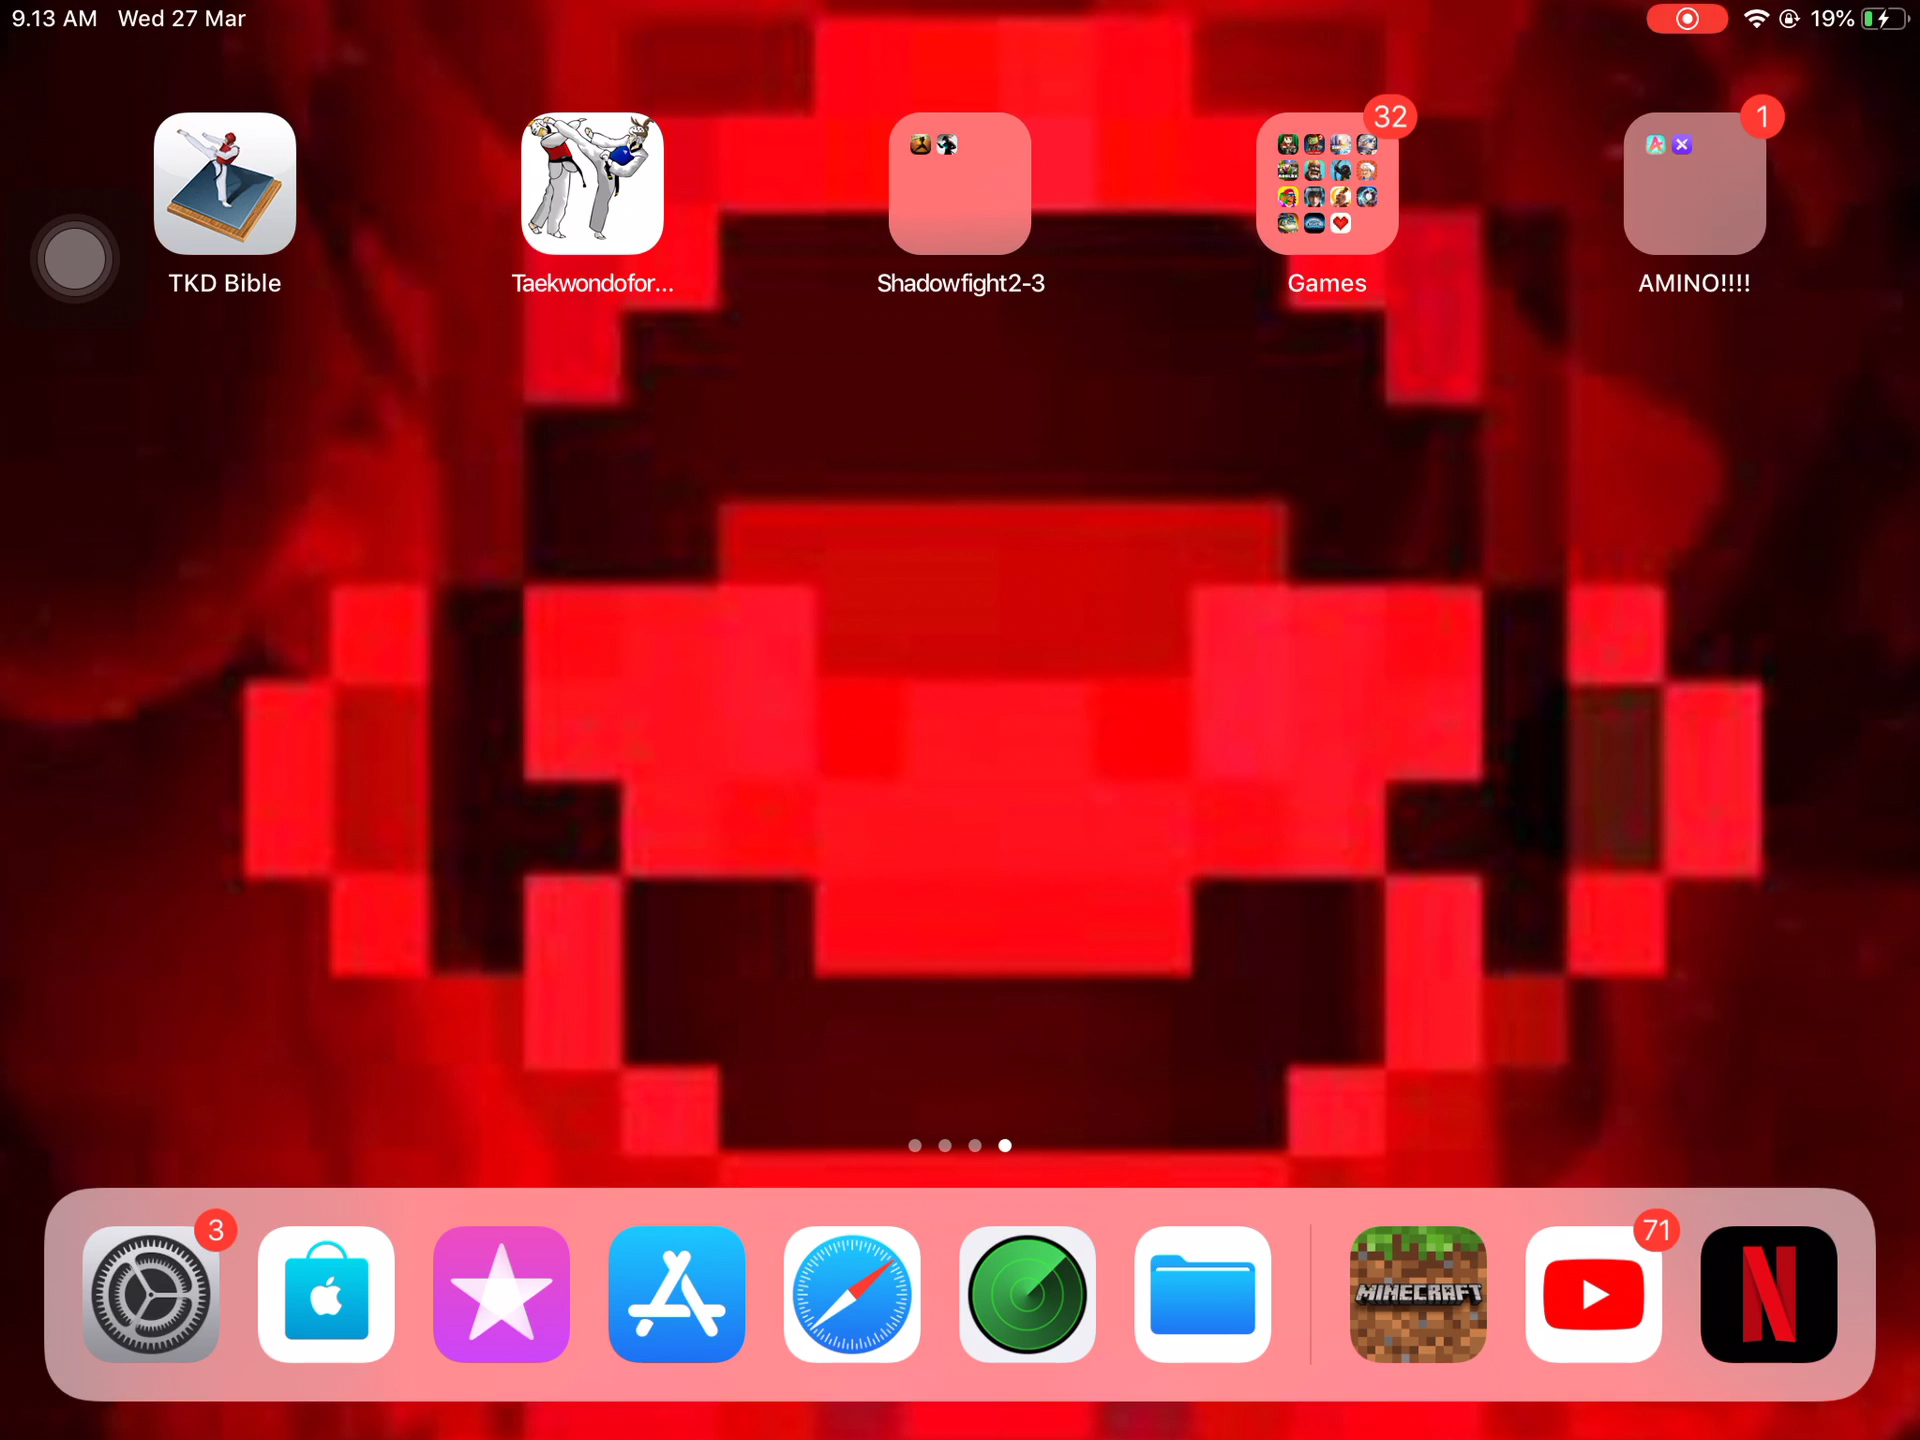 9.13 AM Wed 27 Mar
19%
32
1
TKD Bible
Taekwondofor...
Shadowfight2-3
Games
AMINO!!!!
3
71
MINECRAFT
N